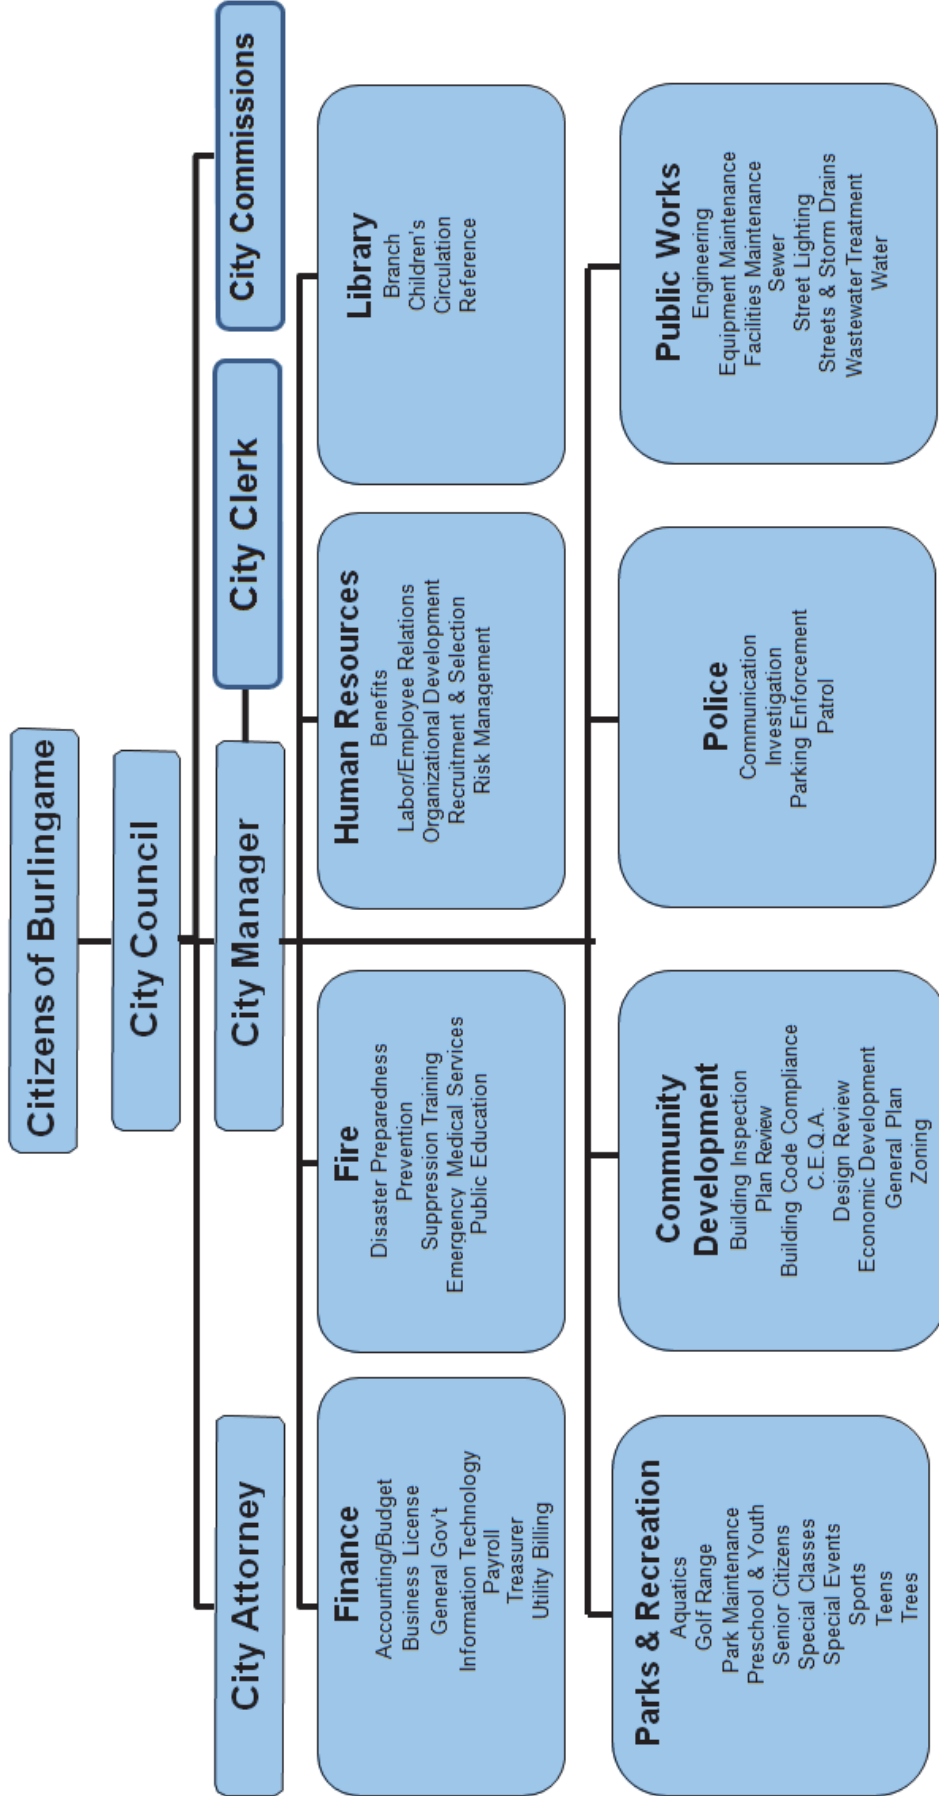 Citizens of Burlingame
City Council
City Attorney
City Manager
City Clerk
City Commissions
Finance
Accounting/Budget
Business License
General Gov't
Information Technology
Payroll
Treasurer
Utility Billing
Fire
Disaster Preparedness
Prevention
Suppression Training
Emergency Medical Services
Public Education
Human Resources
Benefits
Labor/Employee Relations
Organizational Development
Recruitment & Selection
Risk Management
Library
Branch
Children's
Circulation
Reference
Parks & Recreation
Aquatics
Golf Range
Park Maintenance
Preschool & Youth
Senior Citizens
Special Classes
Special Events
Sports
Teens
Trees
Community
Development
Building Inspection
Plan Review
Building Code Compliance
C.E.Q.A.
Design Review
Economic Development
General Plan
Zoning
Police
Communication
Investigation
Parking Enforcement
Patrol
Public Works
Engineering
Equipment Maintenance
Facilities Maintenance
Sewer
Street Lighting
Streets & Storm Drains
Wastewater Treatment
Water